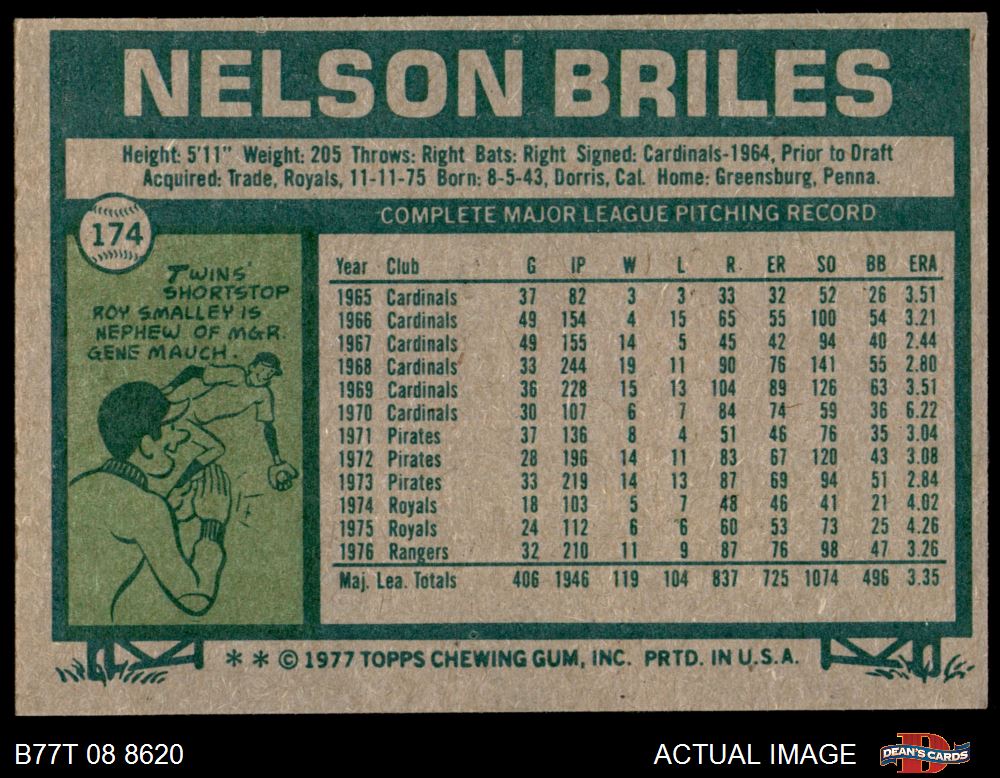 NELSON BRILES
Height: 5'11" Weight: 205 Throws: Right Bats: Right Signed: Cardinals-1964, Prior to Draft
Acquired: Trade, Royals, 11-11-75 Born: 8-5-43, Dorris, Cal. Home: Greensburg, Penna.
174
TWINS'
SHORTSTOP
ROY SMALLEY IS
NEPHEW OF MGR.
GENE MAUCH.
COMPLETE MAJOR LEAGUE PITCHING RECORD
Year Club G IP W L R ER SO BB ERA
1965 Cardinals 37 82 3 3 33 32 52 26 3.51
1966 Cardinals 49 154 4 15 65 55 100 54 3.21
1967 Cardinals 49 155 14 5 45 42 94 40 2.44
1968 Cardinals 33 244 19 11 90 76 141 55 2.80
1969 Cardinals 36 228 15 13 104 89 126 63 3.51
1970 Cardinals 30 107 6 7 84 74 59 36 6.22
1971 Pirates 37 136 8 4 51 46 76 35 3.04
1972 Pirates 28 196 14 11 83 67 120 43 3.08
1973 Pirates 33 219 14 13 87 69 94 51 2.84
1974 Royals 18 103 5 7 48 46 41 21 4.02
1975 Royals 24 112 6 6 60 53 73 25 4.26
1976 Rangers 32 210 11 9 87 76 98 47 3.26
Maj. Lea. Totals 406 1946 119 104 837 725 1074 496 3.35
** © 1977 TOPPS CHEWING GUM, INC. PRTD. IN U.S.A.
B77T 08 8620
ACTUAL IMAGE
DEAN'S CARDS